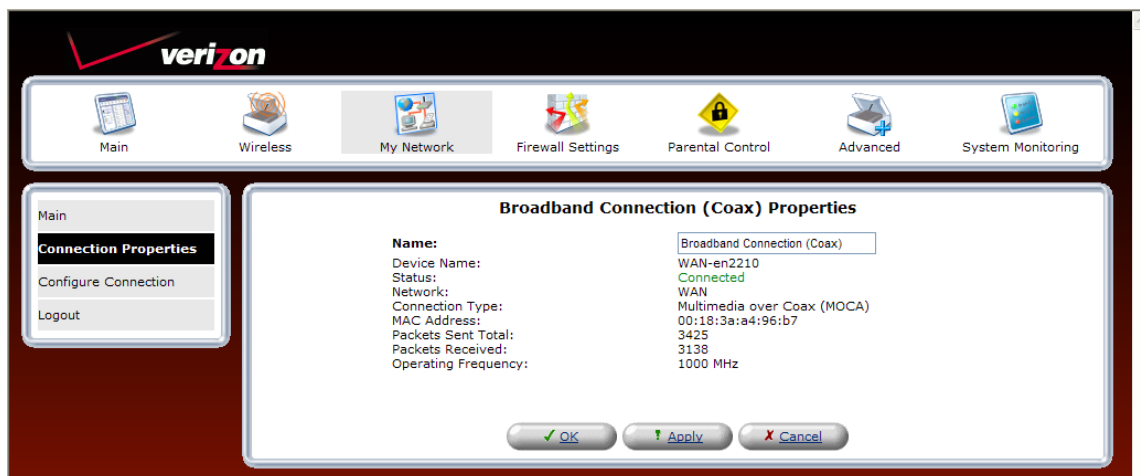 verizon
Main
Wireless
My Network
Firewall Settings
Parental Control
Advanced
System Monitoring
Main
Connection Properties
Configure Connection
Logout
Broadband Connection (Coax) Properties
Name: Broadband Connection (Coax)
Device Name: WAN-en2210
Status: Connected
Network: WAN
Connection Type: Multimedia over Coax (MOCA)
MAC Address: 00:18:3a:a4:96:b7
Packets Sent Total: 3425
Packets Received: 3138
Operating Frequency: 1000 MHz
OK
Apply
Cancel